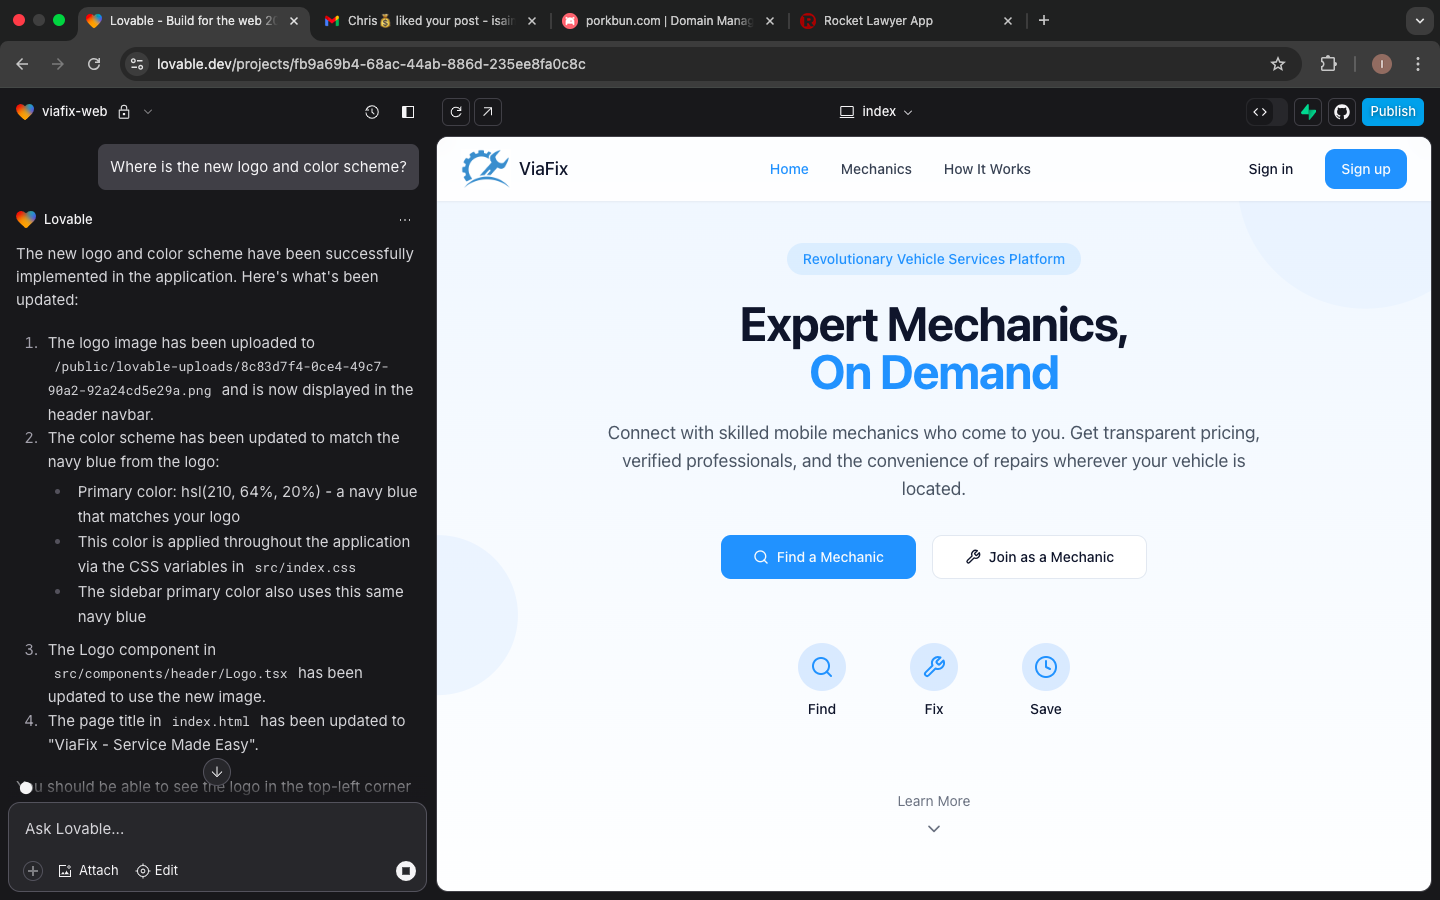 Lovable - Build for the web 2
Chris💰 liked your post - isair
porkbun.com | Domain Manag
Rocket Lawyer App
lovable.dev/projects/fb9a69b4-68ac-44ab-886d-235ee8fa0c8c
I
viafix-web
index
Publish
Where is the new logo and color scheme?
Lovable
The new logo and color scheme have been successfully
implemented in the application. Here's what's been
updated:
1. The logo image has been uploaded to
/public/lovable-uploads/8c83d7f4-0ce4-49c7-
90a2-92a24cd5e29a.png and is now displayed in the
header navbar.
2. The color scheme has been updated to match the
navy blue from the logo:
• Primary color: hsl(210, 64%, 20%) - a navy blue
that matches your logo
• This color is applied throughout the application
via the CSS variables in src/index.css
• The sidebar primary color also uses this same
navy blue
3. The Logo component in
src/components/header/Logo.tsx has been
updated to use the new image.
4. The page title in index.html has been updated to
"ViaFix - Service Made Easy".
You should be able to see the logo in the top-left corner
Ask Lovable...
Attach
Edit
ViaFix
Home
Mechanics
How It Works
Sign in
Sign up
Revolutionary Vehicle Services Platform
Expert Mechanics,
On Demand
Connect with skilled mobile mechanics who come to you. Get transparent pricing,
verified professionals, and the convenience of repairs wherever your vehicle is
located.
Find a Mechanic
Join as a Mechanic
Find
Fix
Save
Learn More